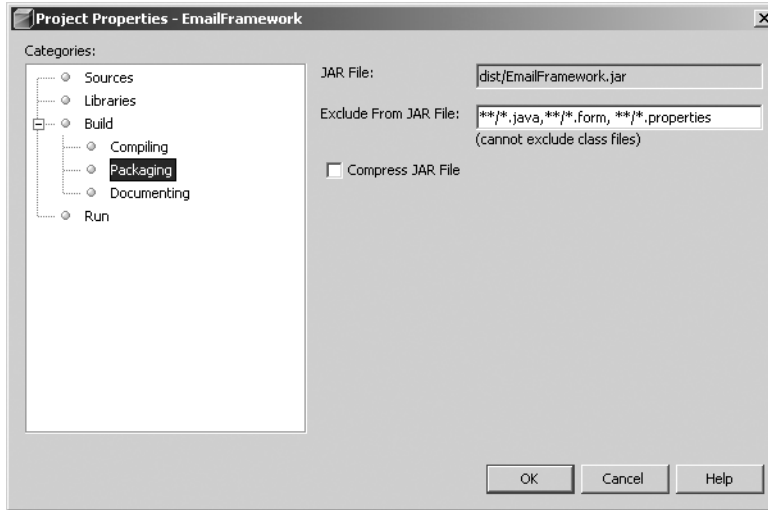 Project Properties - EmailFramework
Categories:
Sources
Libraries
Build
Compiling
Packaging
Documenting
Run
JAR File:
dist/EmailFramework.jar
Exclude From JAR File:
**/*.java,**/*.form, **/*.properties
(cannot exclude class files)
Compress JAR File
OK
Cancel
Help